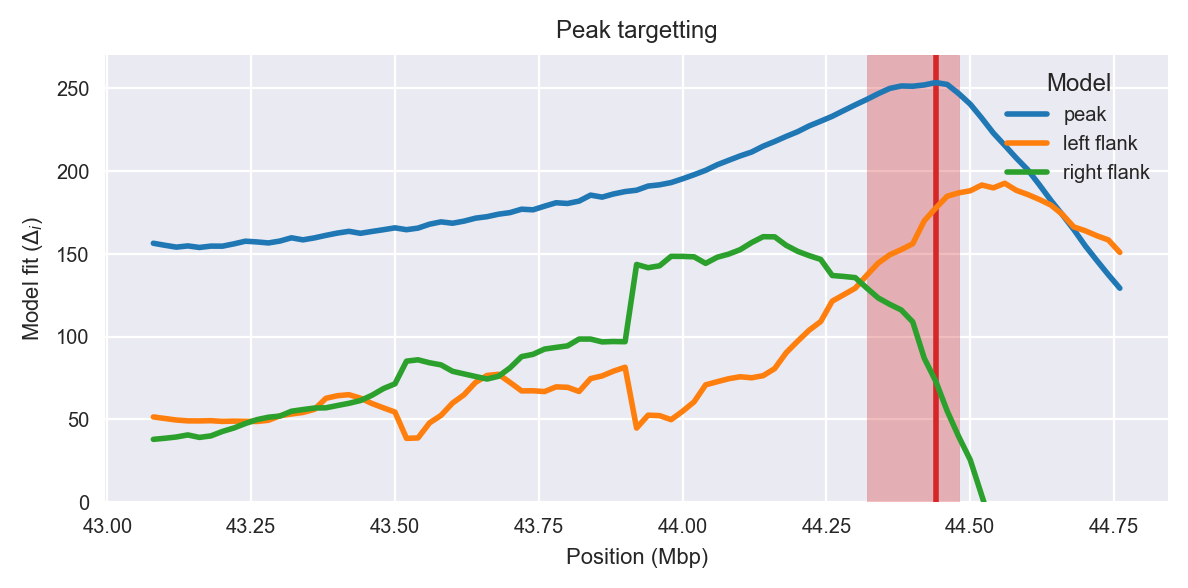 Peak targetting
Model fit (Δi)
250
200
150
100
50
0
Model
peak
left flank
right flank
43.00 43.25 43.50 43.75 44.00 44.25 44.50 44.75
Position (Mbp)